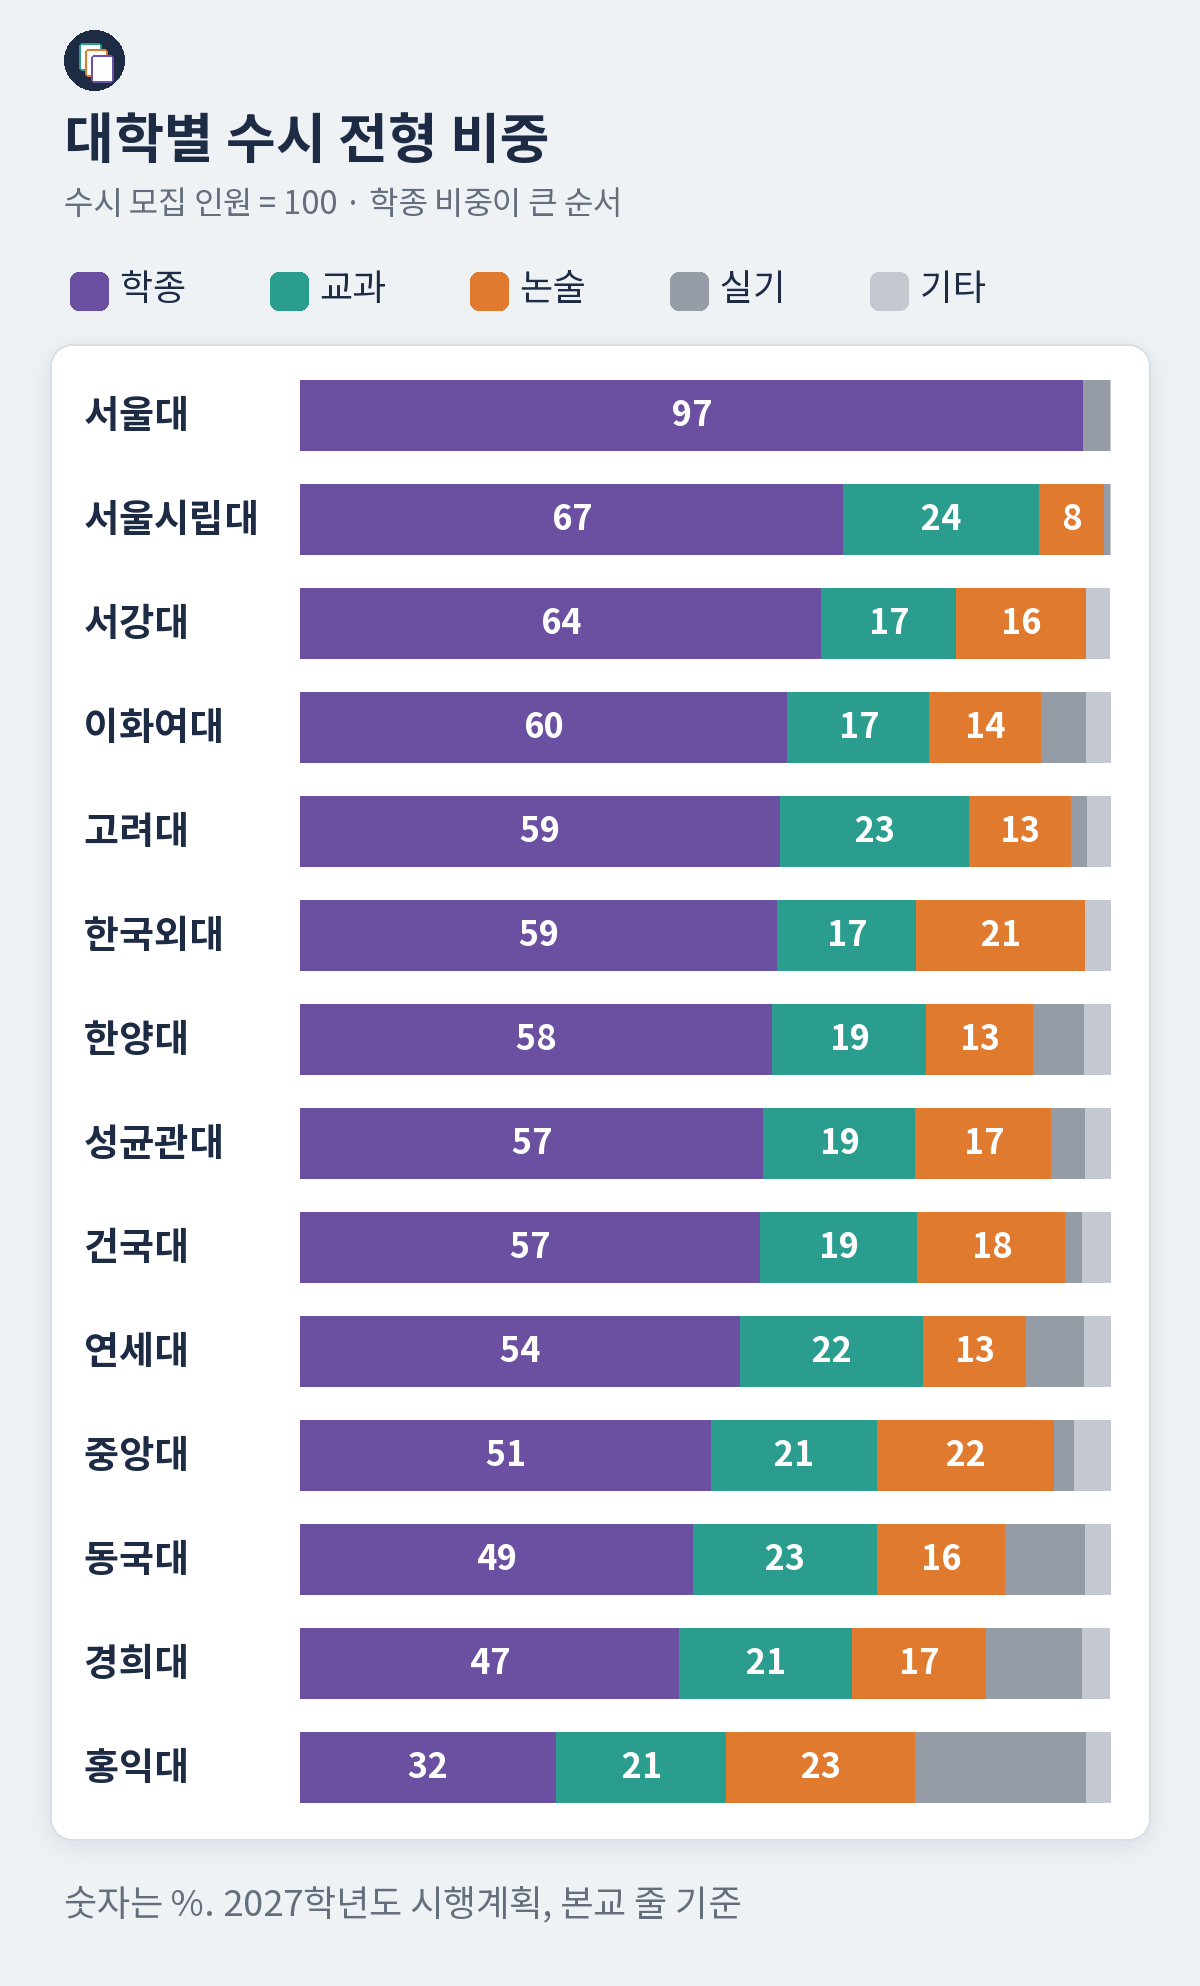 대학별 수시 전형 비중
수시 모집 인원 = 100 · 학종 비중이 큰 순서
학종 교과 논술 실기 기타
서울대 97
서울시립대 67 24 8
서강대 64 17 16
이화여대 60 17 14
고려대 59 23 13
한국외대 59 17 21
한양대 58 19 13
성균관대 57 19 17
건국대 57 19 18
연세대 54 22 13
중앙대 51 21 22
동국대 49 23 16
경희대 47 21 17
홍익대 32 21 23
숫자는 %. 2027학년도 시행계획, 본교 줄 기준